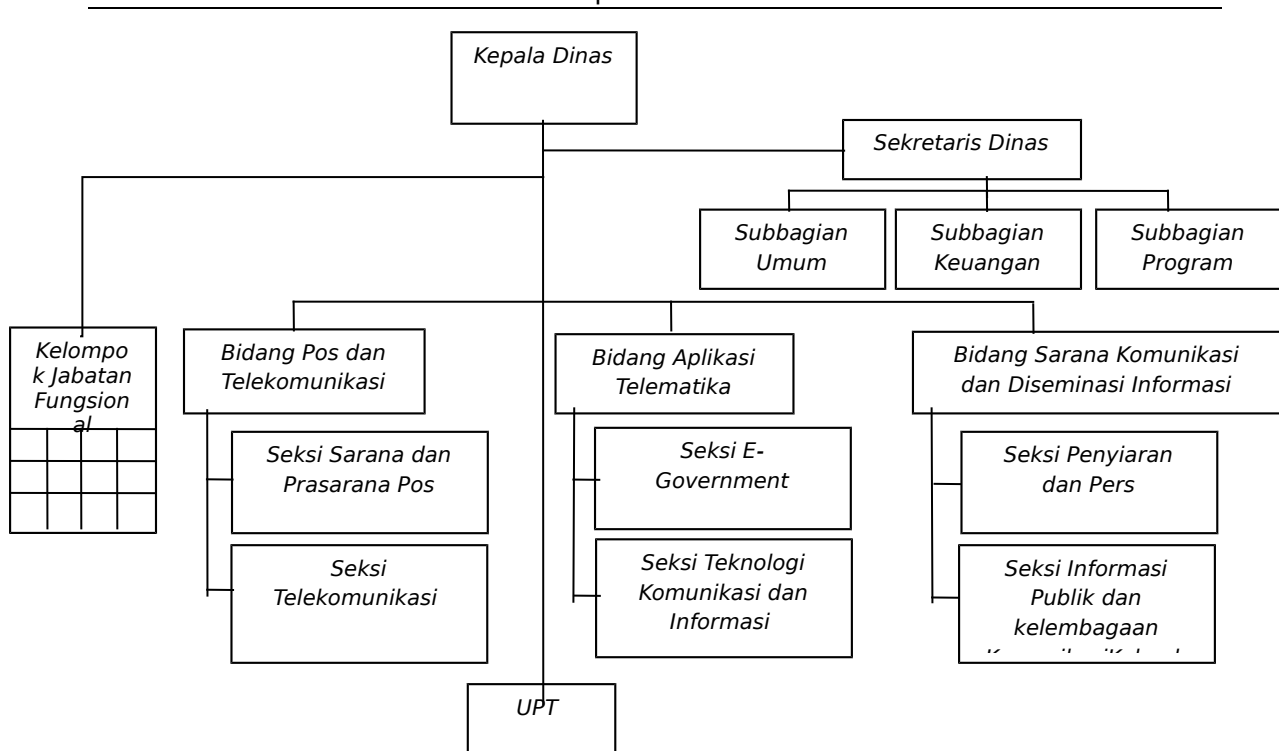 Kepala Dinas
Sekretaris Dinas
Subbagian
Umum
Subbagian
Keuangan
Subbagian
Program
Kelompo
k Jabatan
Fungsion
al
Bidang Pos dan
Telekomunikasi
Bidang Aplikasi
Telematika
Bidang Sarana Komunikasi
dan Diseminasi Informasi
Seksi Sarana dan
Prasarana Pos
Seksi E-
Government
Seksi Penyiaran
dan Pers
Seksi
Telekomunikasi
Seksi Teknologi
Komunikasi dan
Informasi
Seksi Informasi
Publik dan
kelembagaan
UPT